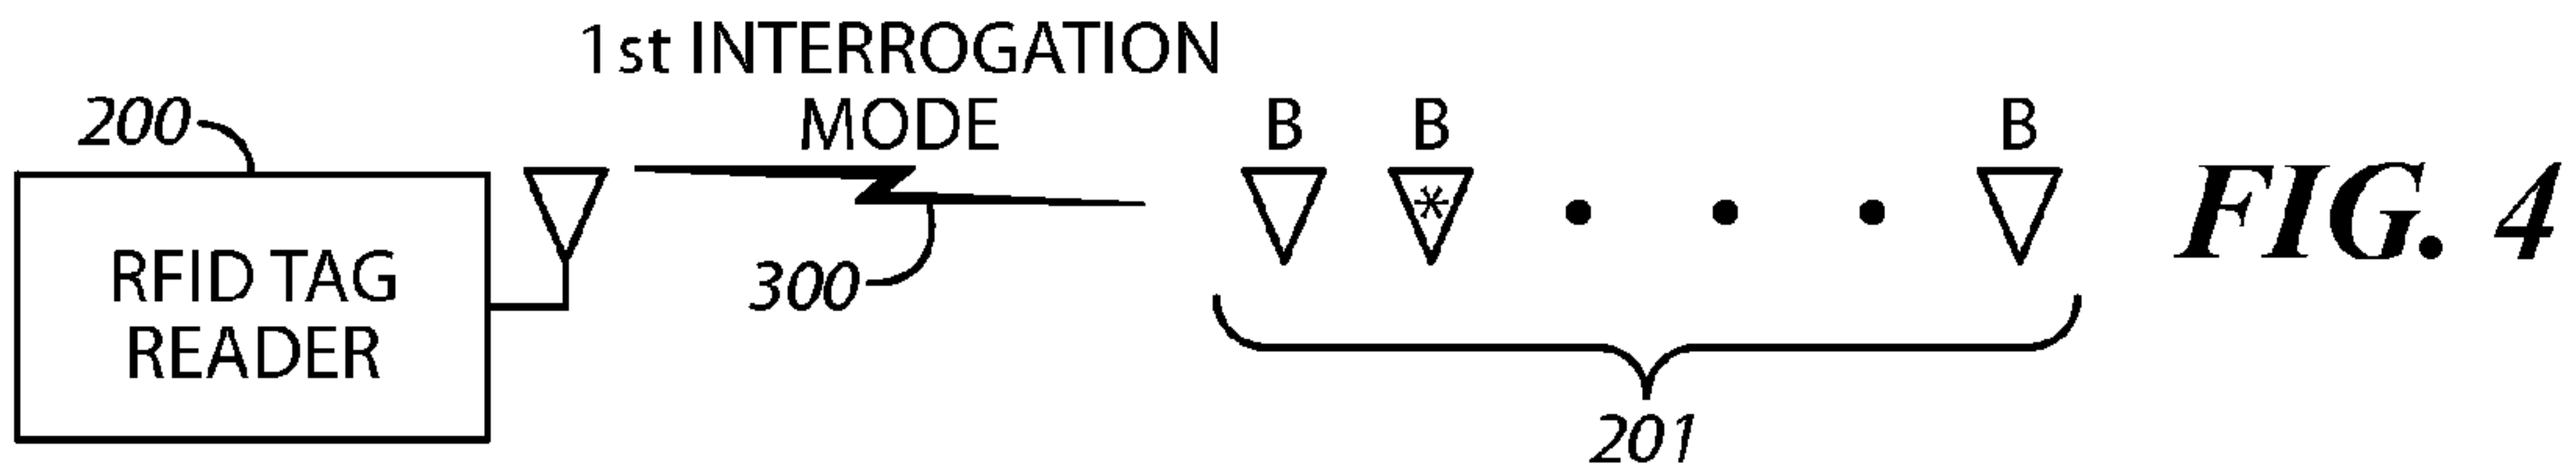 1st INTERROGATION
MODE
200
B B B
*
RFID TAG
READER
300
201
FIG. 4